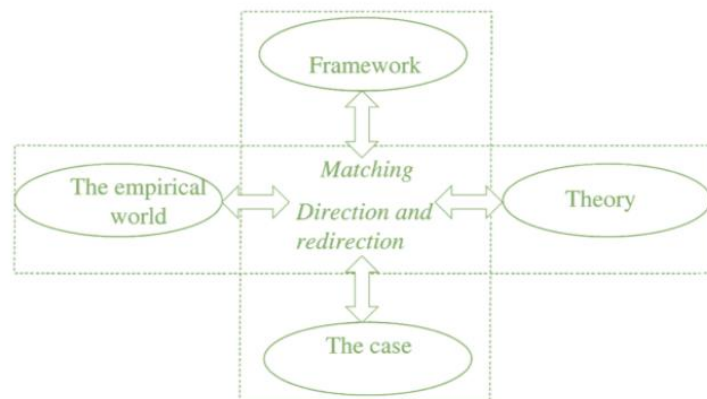 Framework
Matching
The empirical
world
Direction and
redirection
Theory
The case